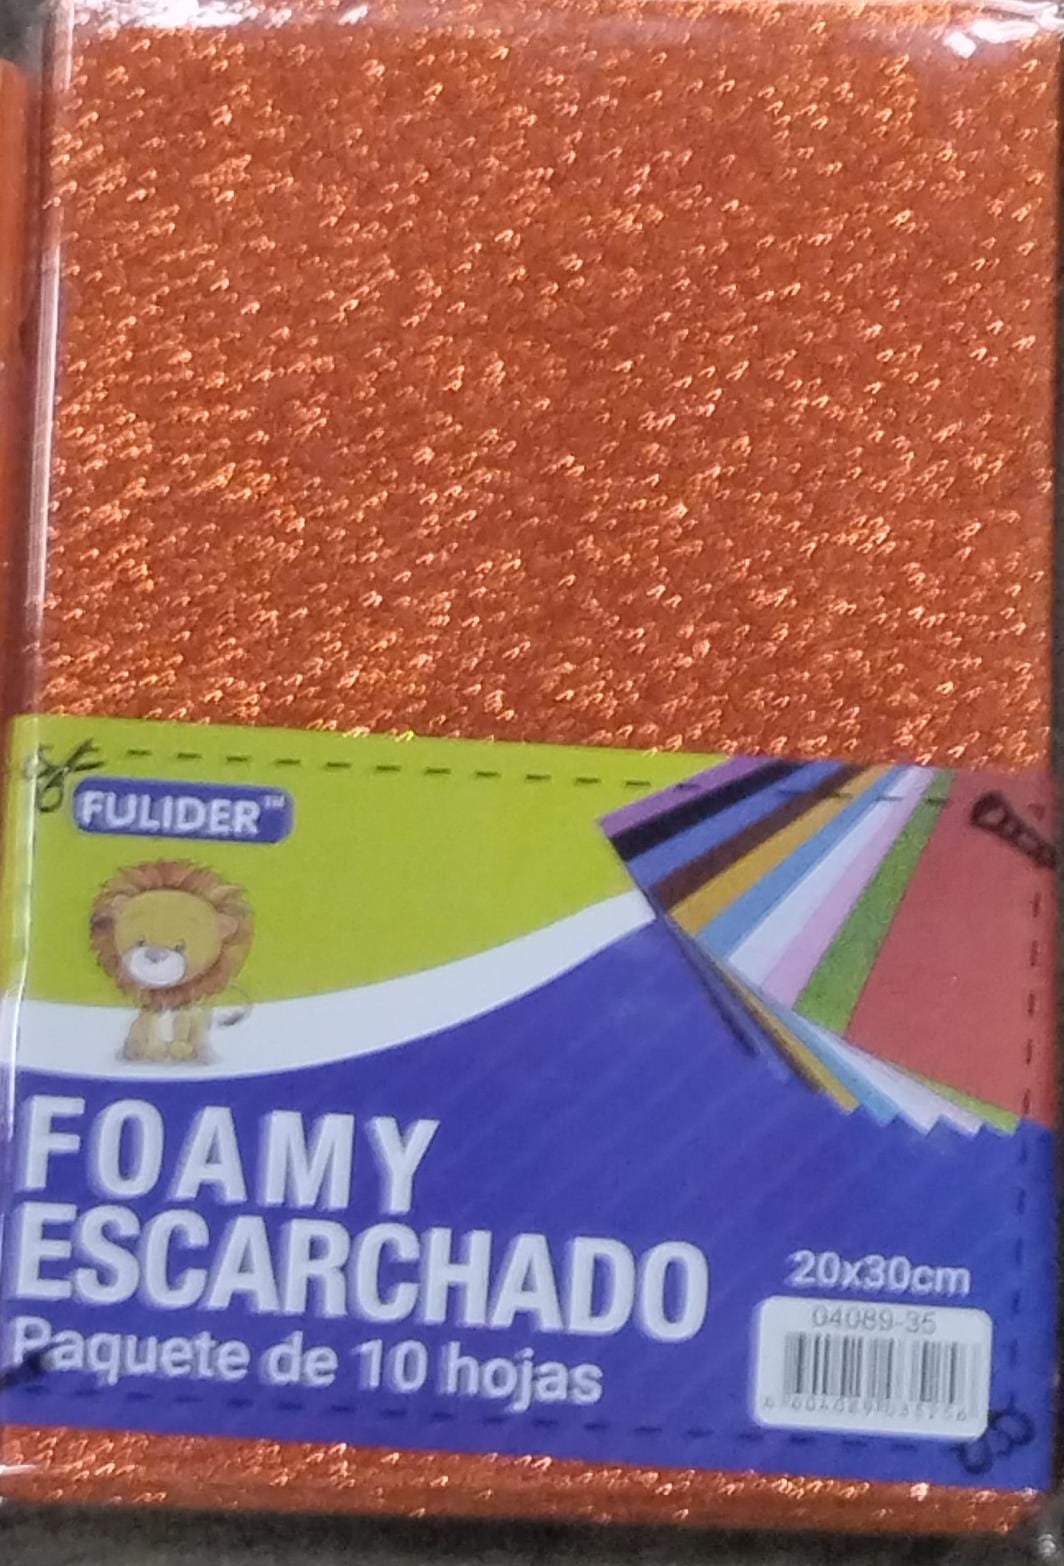 FULIDER™
FOAMY
ESCARCHADO
Paquete de 10 hojas
20x30cm
04089-35